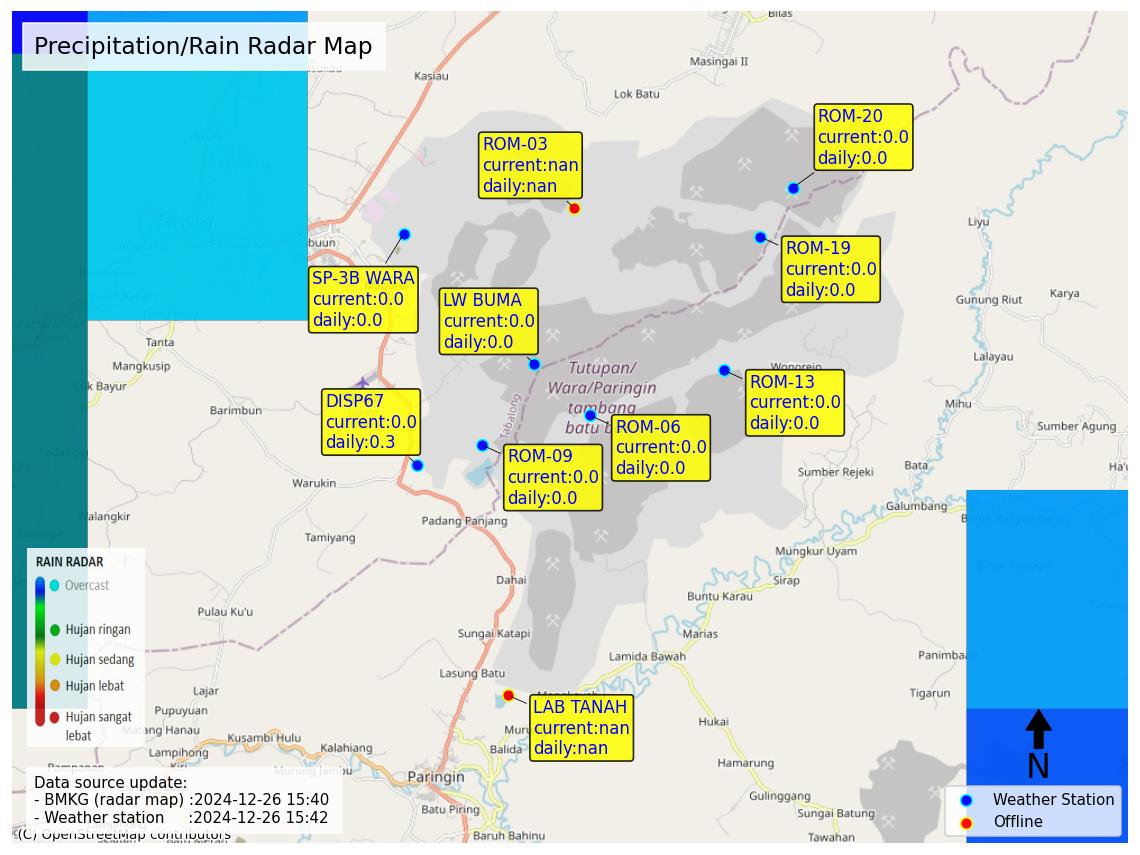 Precipitation/Rain Radar Map
Bilas
Masingai II
Kasiau
Lok Batu
ROM-20
current:0.0
daily:0.0
ROM-03
current:nan
daily:nan
Tanjung
Mabuun
Liyu
ROM-19
current:0.0
daily:0.0
SP-3B WARA
current:0.0
daily:0.0
LW BUMA
current:0.0
daily:0.0
Gunung Riut
Karya
Tanta Hulu
Tanta
Mangkusip
Luk Bayur
Barimbun
Lalayau
Wonorejo
Tutupan/
Wara/Paringin
tambang
batu b
Tabalong
ROM-13
current:0.0
daily:0.0
DISP67
current:0.0
daily:0.3
ROM-06
current:0.0
daily:0.0
ROM-09
current:0.0
daily:0.0
Mihu
Sumber Agung
Bata
Ha'u
Sumber Rejeki
Galumbang
Warukin
Walangkir
Padang Panjang
Tamiyang
Mungkur Uyam
Sirap
Dahai
Buntu Karau
Pulau Ku'u
Sungai Katapi
Marias
Lamida Bawah
Panimbaa
Lasung Batu
Tigarun
Lajar
Pupuyuan
Matang Hanau
Lampihong
Kusambi Hulu
Kalahiang
Murung Jambu
Balida
Hukai
Hamarung
RAIN RADAR
Overcast
Hujan ringan
Hujan sedang
Hujan lebat
Hujan sangat
lebat
LAB TANAH
current:nan
daily:nan
Paringin
Batu Piring
Baruh Bahinu
Gulinggang
Sungai Batung
Tawahan
N
Weather Station
Offline
Data source update:
- BMKG (radar map) :2024-12-26 15:40
- Weather station :2024-12-26 15:42
(C) OpenStreetMap contributors